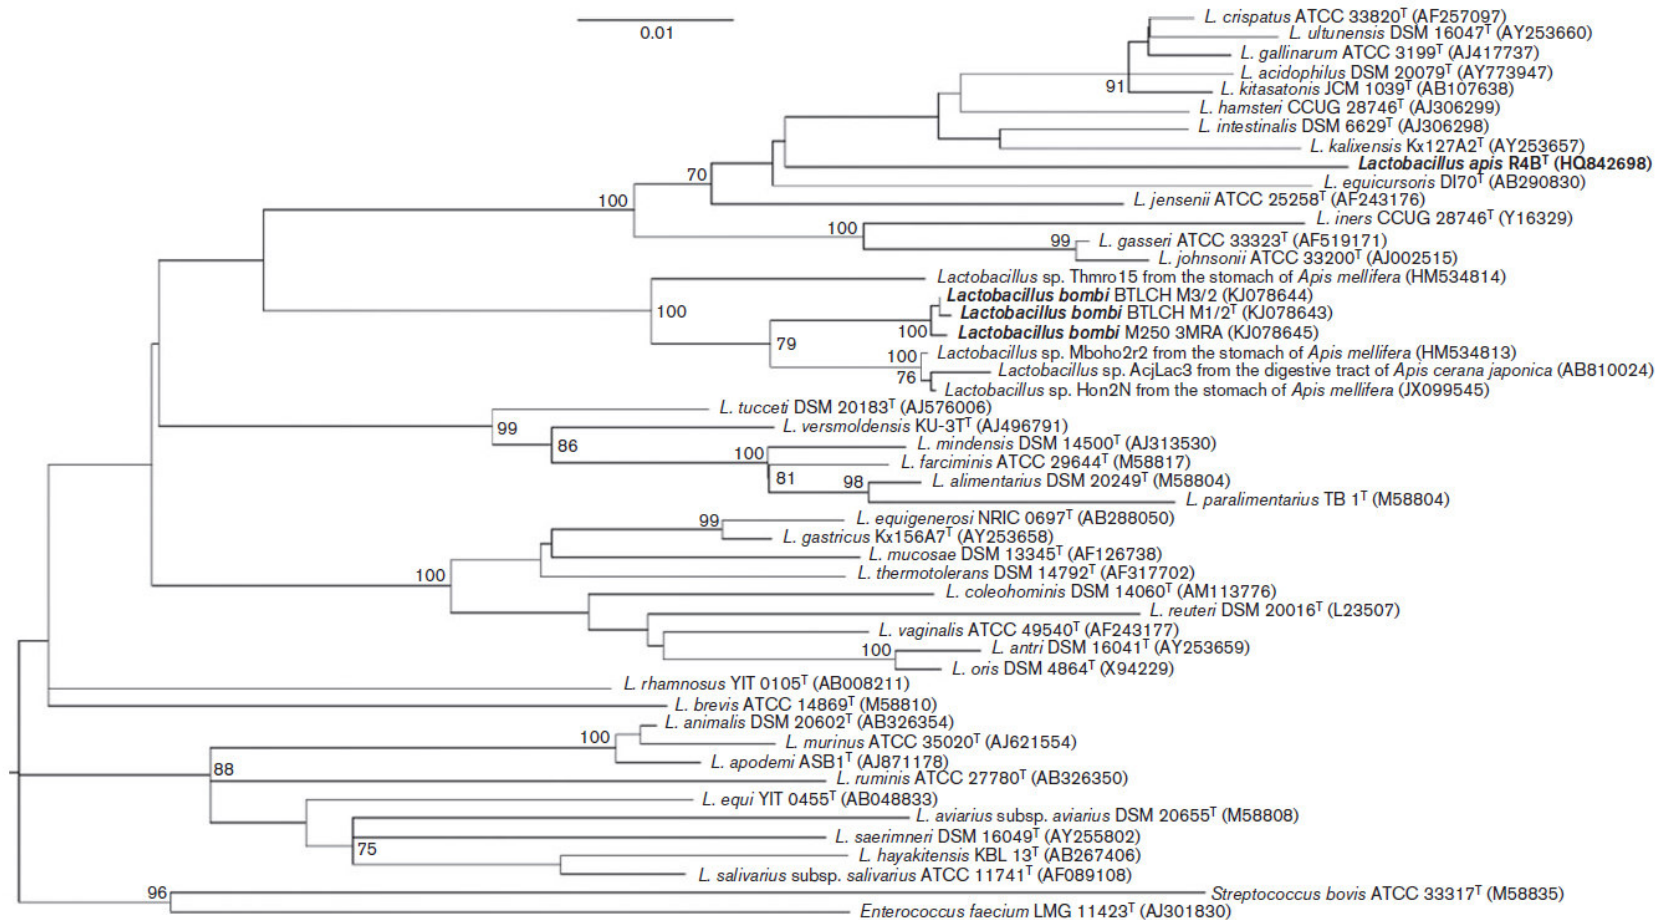 0.01
L. crispatus ATCC 33820T (AF257097)
L. ultunensis DSM 16047T (AY253660)
L. gallinarum ATCC 3199T (AJ417737)
L. acidophilus DSM 20079T (AY773947)
91
L. kitasatonis JCM 1039T (AB107638)
L. hamsteri CCUG 28746T (AJ306299)
L. intestinalis DSM 6629T (AJ306298)
L. kalixensis Kx127A2T (AY253657)
Lactobacillus apis R4BT (HQ842698)
70
L. equicursoris DI70T (AB290830)
100
L. jensenii ATCC 25258T (AF243176)
L. iners CCUG 28746T (Y16329)
100
99
L. gasseri ATCC 33323T (AF519171)
L. johnsonii ATCC 33200T (AJ002515)
Lactobacillus sp. Thmro15 from the stomach of Apis mellifera (HM534814)
Lactobacillus bombi BTLCH M3/2 (KJ078644)
100
Lactobacillus bombi BTLCH M1/2T (KJ078643)
100
Lactobacillus bombi M250 3MRA (KJ078645)
79
100
Lactobacillus sp. Mboho2r2 from the stomach of Apis mellifera (HM534813)
76
Lactobacillus sp. AcjLac3 from the digestive tract of Apis cerana japonica (AB810024)
Lactobacillus sp. Hon2N from the stomach of Apis mellifera (JX099545)
L. tucceti DSM 20183T (AJ576006)
99
L. versmoldensis KU-3TT (AJ496791)
86
L. mindensis DSM 14500T (AJ313530)
100
L. farciminis ATCC 29644T (M58817)
81
98
L. alimentarius DSM 20249T (M58804)
L. paralimentarius TB 1T (M58804)
99
L. equigenerosi NRIC 0697T (AB288050)
L. gastricus Kx156A7T (AY253658)
L. mucosae DSM 13345T (AF126738)
100
L. thermotolerans DSM 14792T (AF317702)
L. coleohominis DSM 14060T (AM113776)
L. reuteri DSM 20016T (L23507)
L. vaginalis ATCC 49540T (AF243177)
100
L. antri DSM 16041T (AY253659)
L. oris DSM 4864T (X94229)
L. rhamnosus YIT 0105T (AB008211)
L. brevis ATCC 14869T (M58810)
L. animalis DSM 20602T (AB326354)
100
L. murinus ATCC 35020T (AJ621554)
L. apodemi ASB1T (AJ871178)
88
L. ruminis ATCC 27780T (AB326350)
L. equi YIT 0455T (AB048833)
L. aviarius subsp. aviarius DSM 20655T (M58808)
L. saerimneri DSM 16049T (AY255802)
75
L. hayakitensis KBL 13T (AB267406)
L. salivarius subsp. salivarius ATCC 11741T (AF089108)
96
Streptococcus bovis ATCC 33317T (M58835)
Enterococcus faecium LMG 11423T (AJ301830)